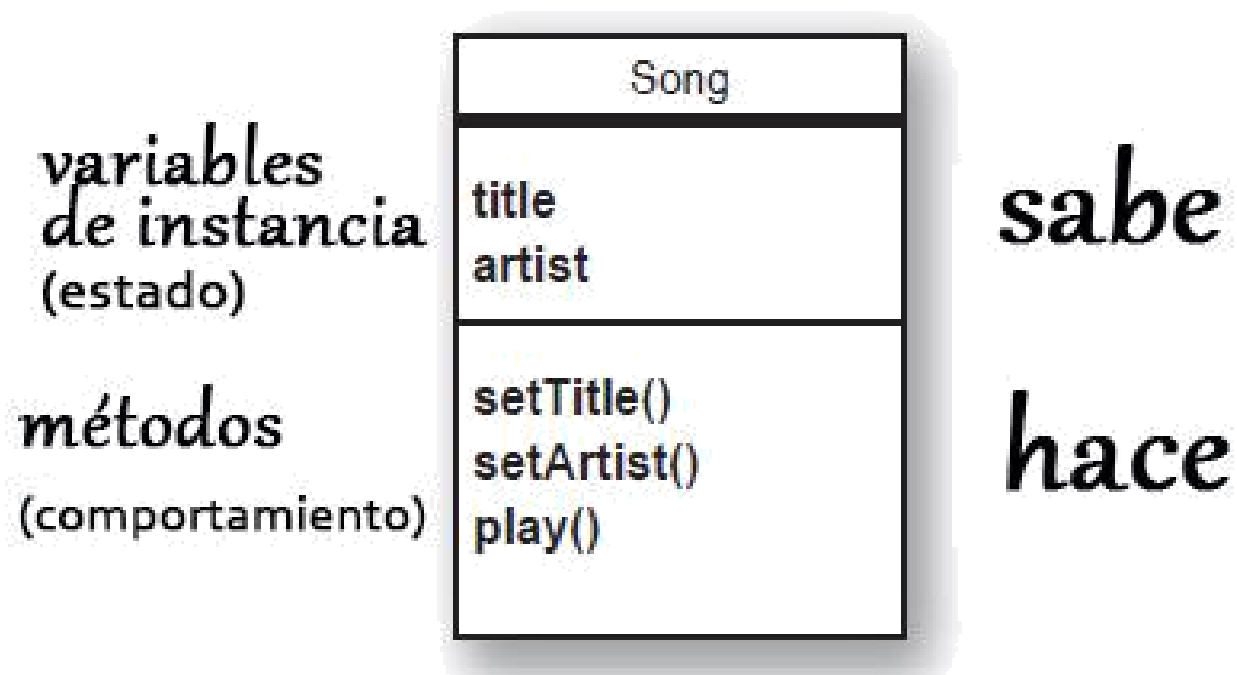 Song
variables
de instancia
(estado)
title
artist
sabe
métodos
(comportamiento)
setTitle()
setArtist()
play()
hace